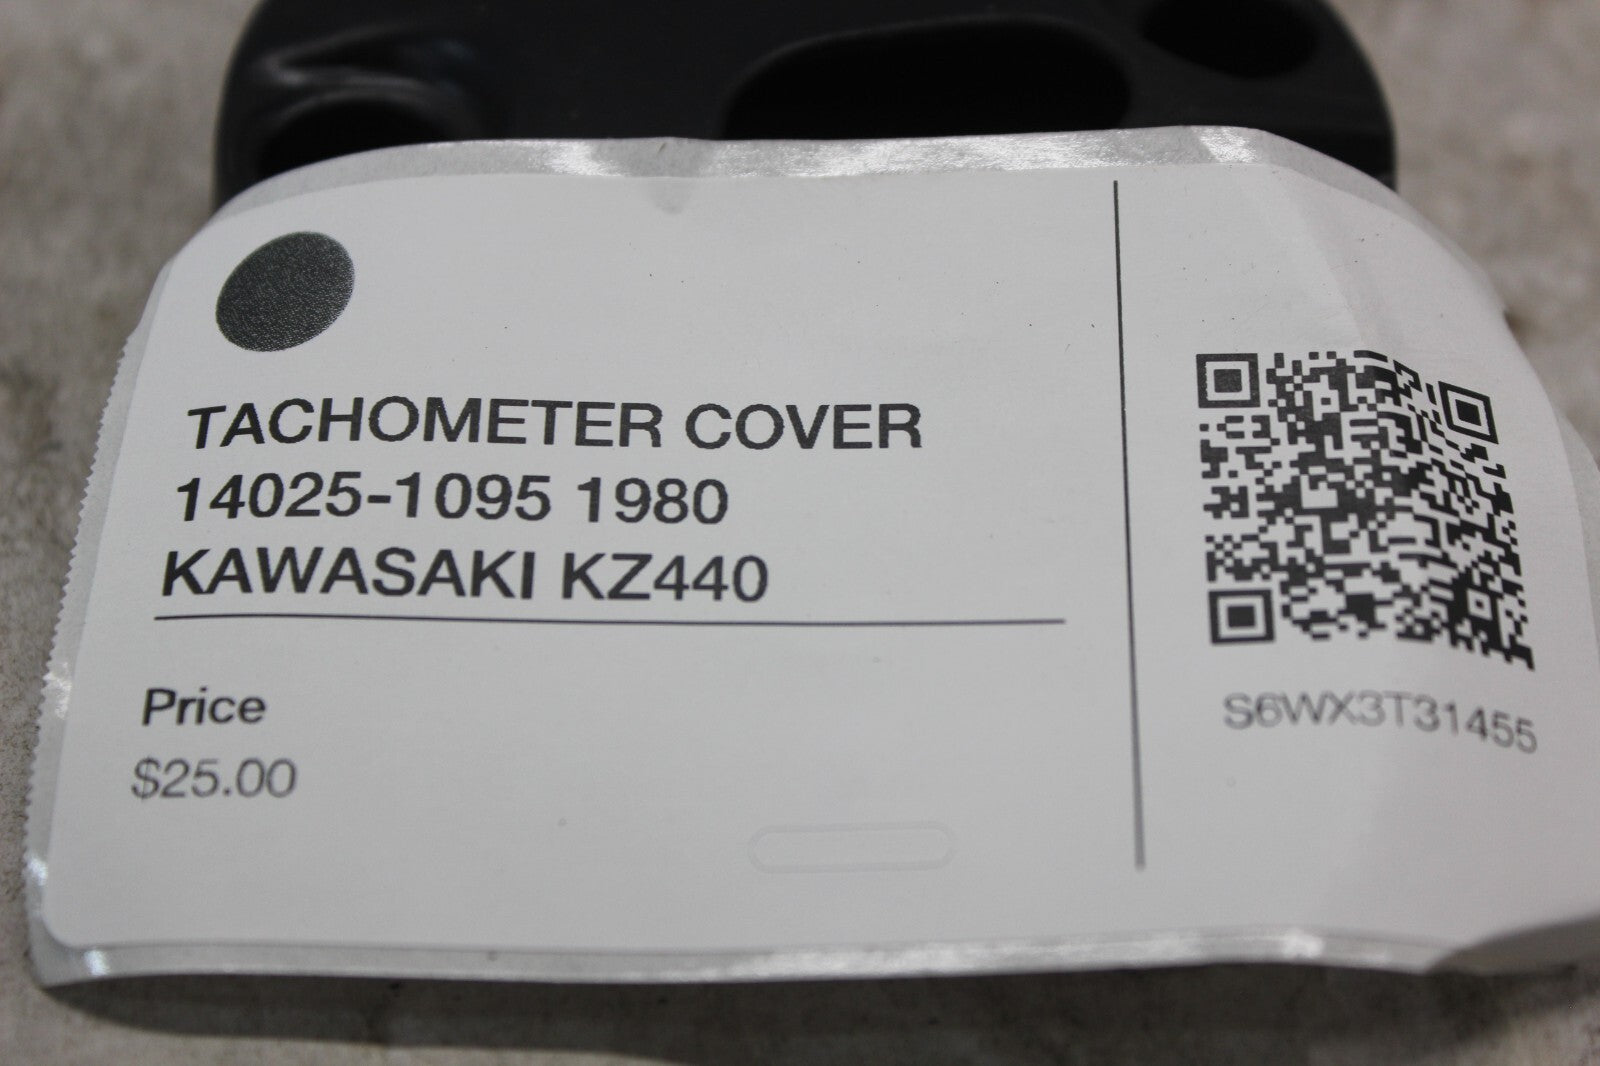 TACHOMETER COVER
14025-1095 1980
KAWASAKI KZ440
Price
$25.00
S6WX3T31455